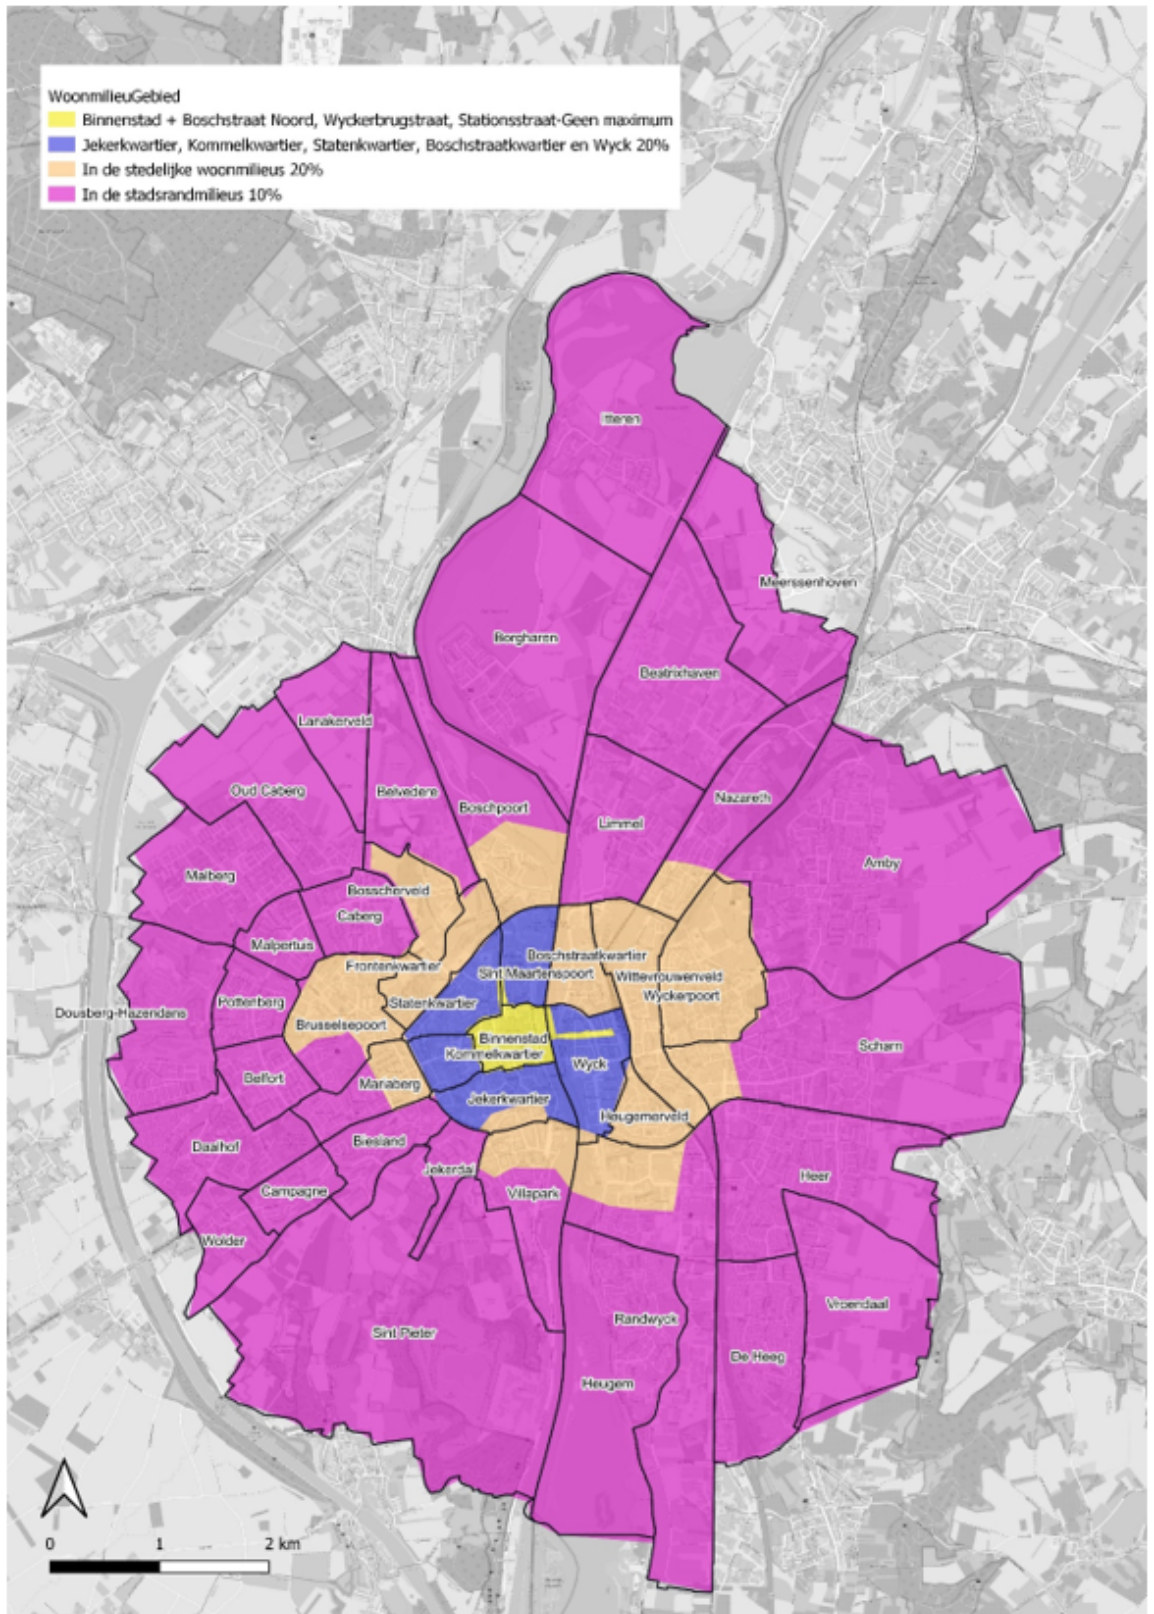 WoonmilieuGebied
Binnenstad + Boschstraat Noord, Wyckerbrugstraat, Stationsstraat-Geen maximum
Jekerkwartier, Kommelkwartier, Statenkwartier, Boschstraatkwartier en Wyck 20%
In de stedelijke woonmilieus 20%
In de stadsrandmilieus 10%
Itteren
Meerssenhoven
Borgharen
Beatrixhaven
Lanakerveld
Oud Caberg
Belvedere
Boschpoort
Nazareth
Limmel
Amby
Malberg
Bosscherveld
Caberg
Malpertuis
Boschstraatkwartier
Frontenkwartier
Sint Maartenspoort
Wittevrouwenveld
Wyckerpoort
Pottenberg
Statenkwartier
Dousberg-Hazendans
Brusselsepoort
Binnenstad
Scharn
Kommelkwartier
Wyck
Belfort
Mariaberg
Jekerkwartier
Heugemerveld
Biesland
Daalhof
Jekerdal
Heer
Campagne
Villapark
Wolder
Vroendaal
Randwyck
Sint Pieter
De Heeg
Heugem
0 1 2 km